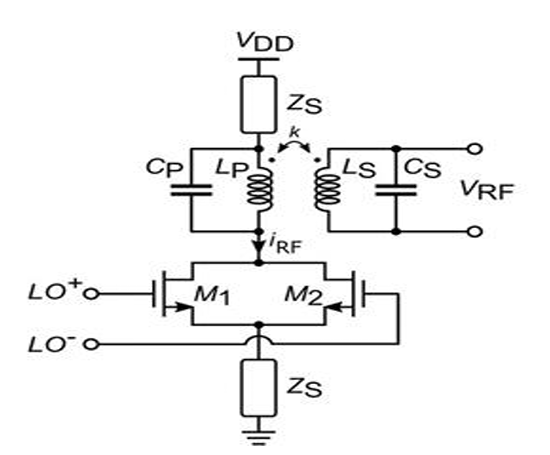 VDD
ZS
k
CP LP LS CS
VRF
iRF
LO+ M1 M2
LO-
ZS